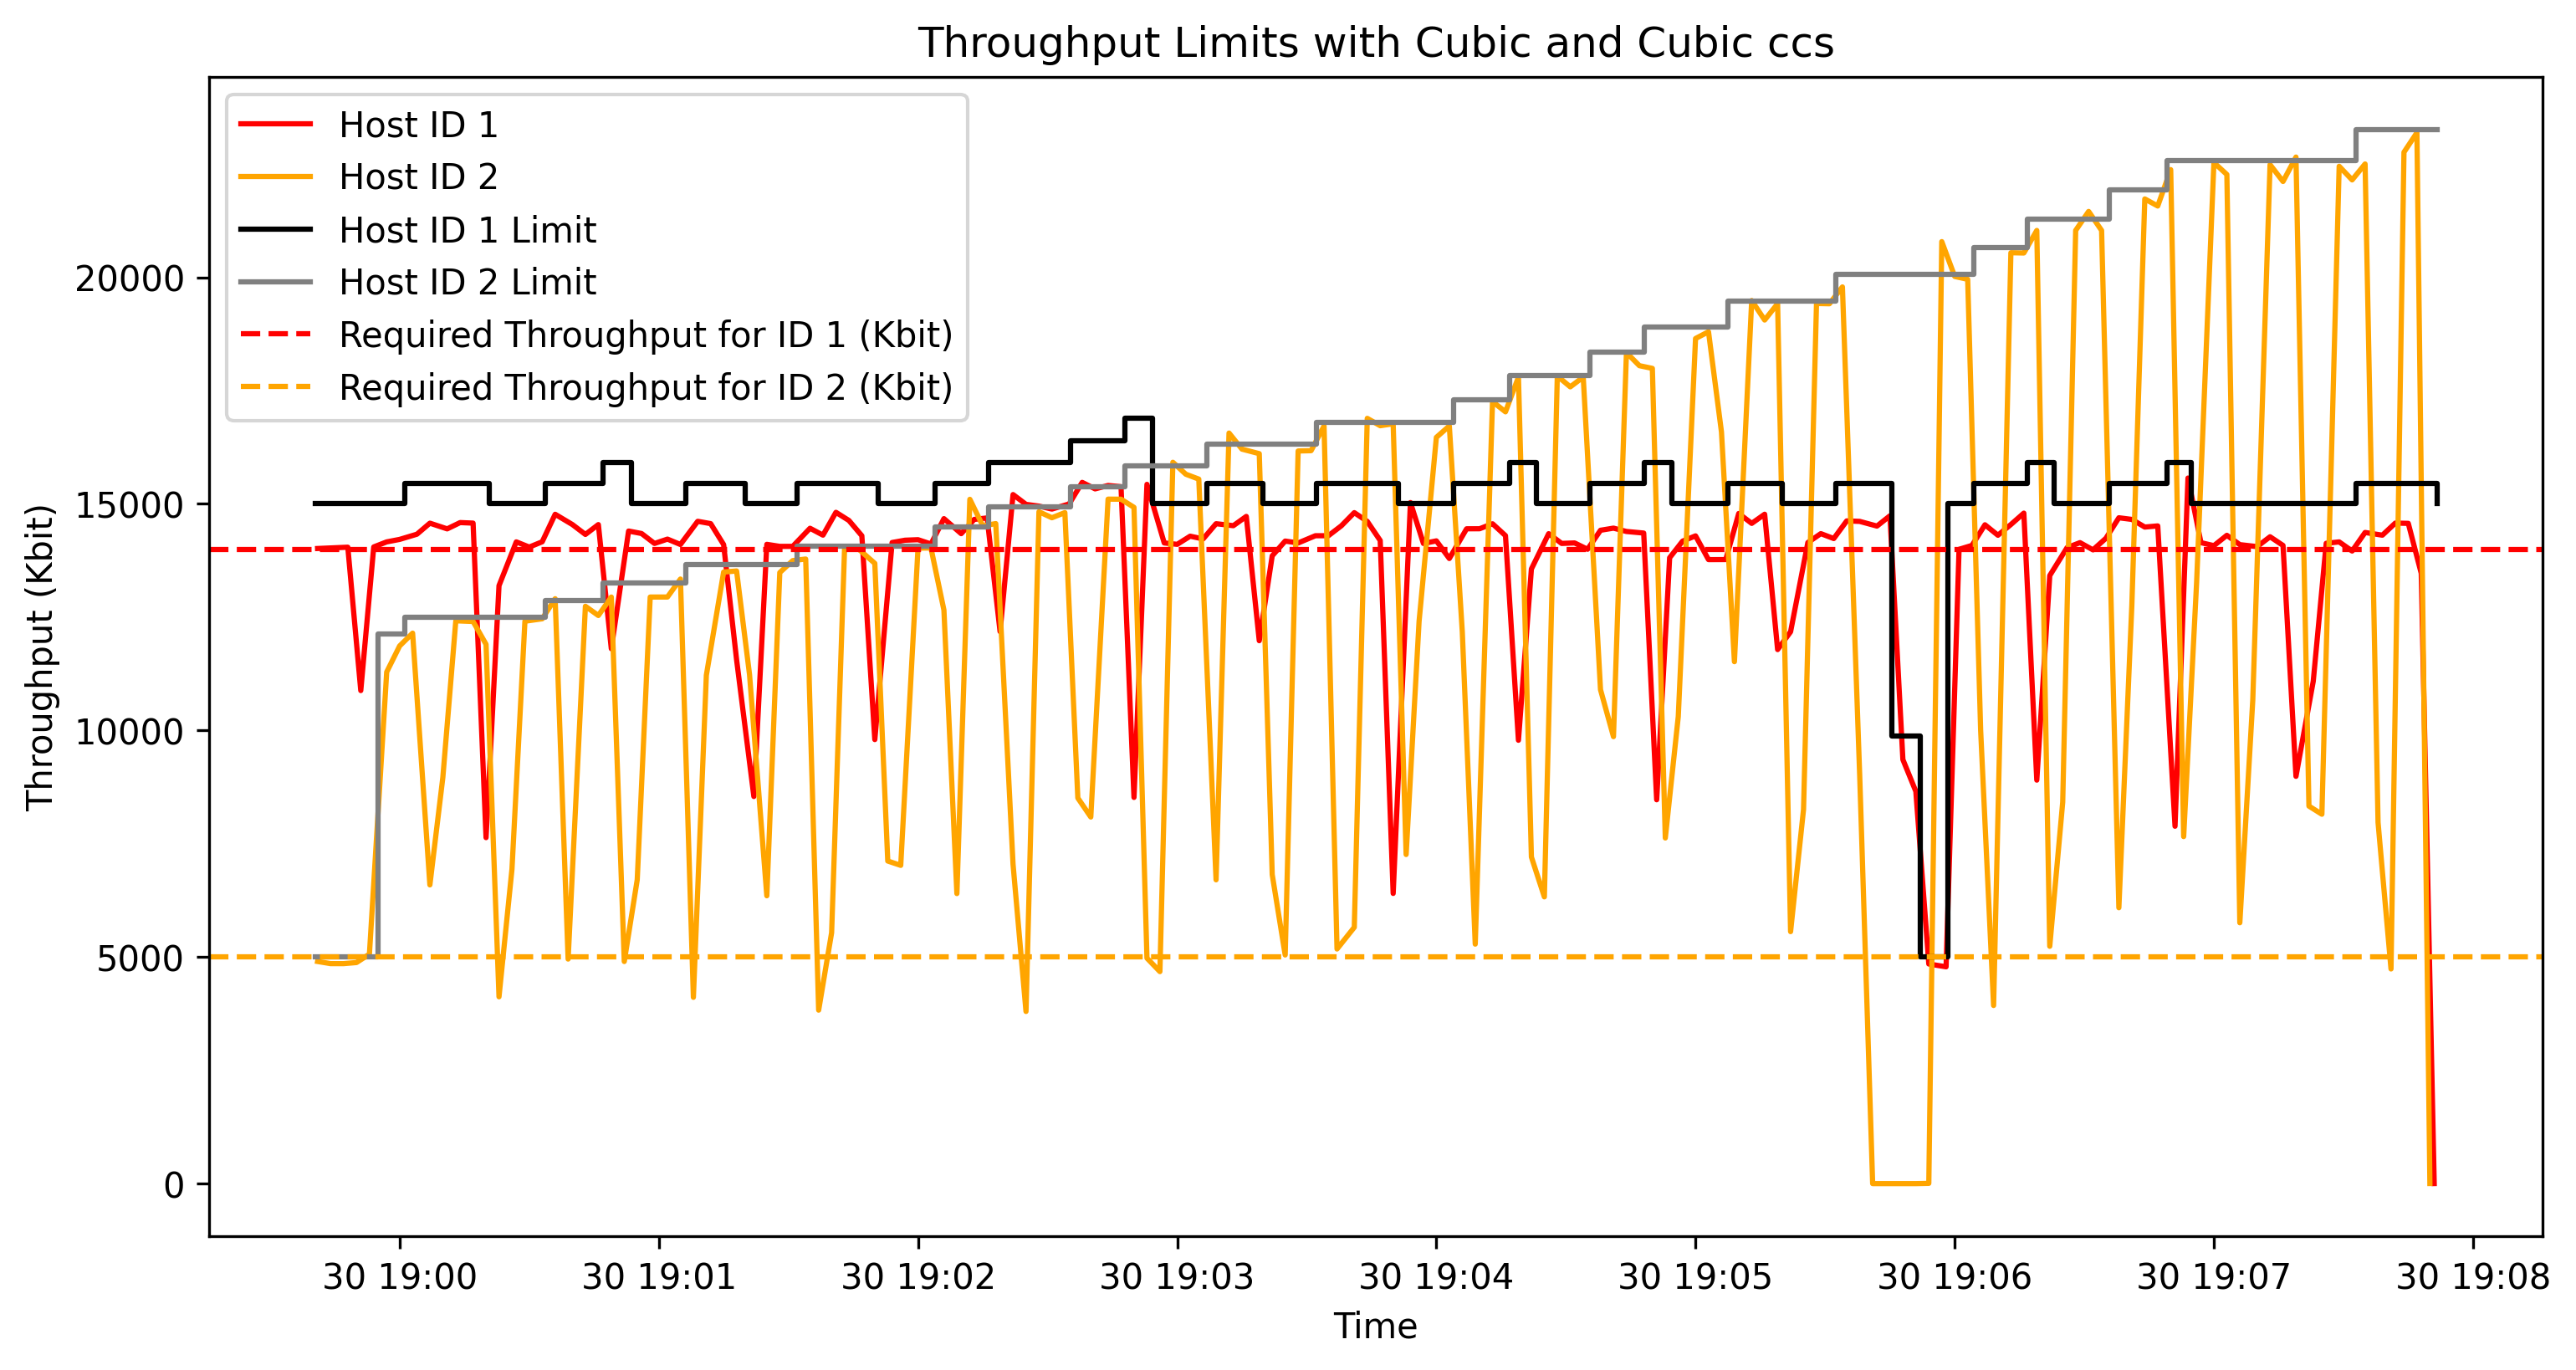 Throughput Limits with Cubic and Cubic ccs
Host ID 1
Host ID 2
Host ID 1 Limit
Host ID 2 Limit
Required Throughput for ID 1 (Kbit)
Required Throughput for ID 2 (Kbit)
Throughput (Kbit)
20000
15000
10000
5000
0
30 19:00 30 19:01 30 19:02 30 19:03 30 19:04 30 19:05 30 19:06 30 19:07 30 19:08
Time